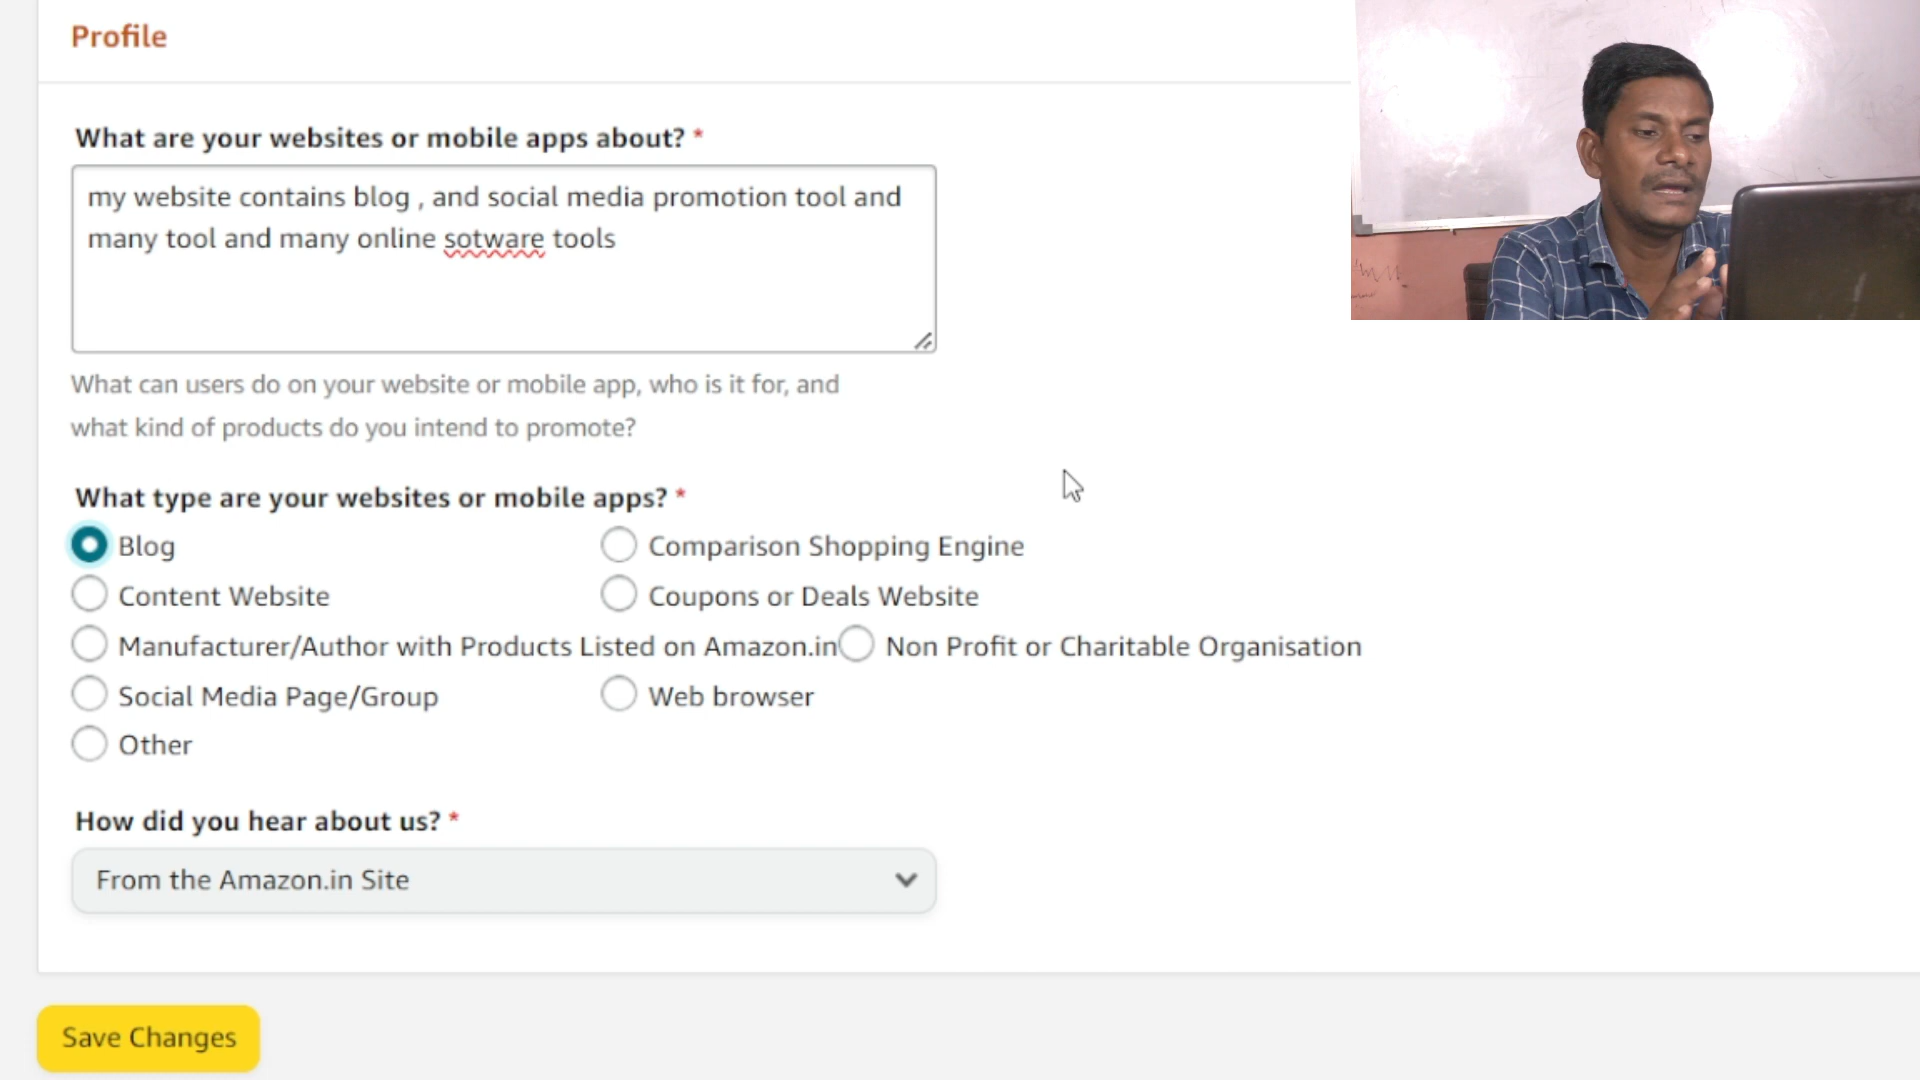 Profile
What are your websites or mobile apps about? *
my website contains blog , and social media promotion tool and
many tool and many online sotware tools
What can users do on your website or mobile app, who is it for, and
what kind of products do you intend to promote?
What type are your websites or mobile apps? *
Blog
Comparison Shopping Engine
Content Website
Coupons or Deals Website
Manufacturer/Author with Products Listed on Amazon.in
Non Profit or Charitable Organisation
Social Media Page/Group
Web browser
Other
How did you hear about us? *
From the Amazon.in Site
Save Changes